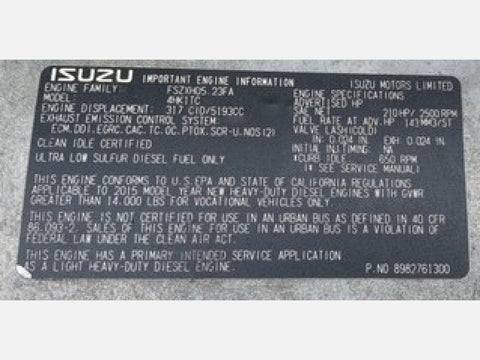 ISUZU IMPORTANT ENGINE INFORMATION ISUZU MOTORS LIMITED
ENGINE FAMILY: FSZXH05.23FA
MODEL: 4HK1TC
ENGINE/DISPLACEMENT: 317 CID/5193CC
EXHAUST EMISSION CONTROL SYSTEM:
ECM,DDI,EGRC,CAC,TC,OC,PTOX,SCR-U,NOS(2)
CLEAN IDLE CERTIFIED
ULTRA LOW SULFUR DIESEL FUEL ONLY
ENGINE SPECIFICATIONS
ADVERTISED HP
SAE NET: 210HP/2500RPM
FUEL RATE AT ADV. HP 143MM3/ST
VALVE LASH(COLD)
IN: 0.024 IN. EXH: 0.024 IN.
INITIAL INJ TIMING: NA
*CURB IDLE: 650 RPM
(* SEE SERVICE MANUAL)
THIS ENGINE CONFORMS TO U.S.EPA AND STATE OF CALIFORNIA REGULATIONS
APPLICABLE TO 2015 MODEL YEAR NEW HEAVY-DUTY DIESEL ENGINES WITH GVWR
GREATER THAN 14,000 LBS FOR VOCATIONAL VEHICLES ONLY.
THIS ENGINE IS NOT CERTIFIED FOR USE IN AN URBAN BUS AS DEFINED IN 40 CFR
86.093-2. SALES OF THIS ENGINE FOR USE IN AN URBAN BUS IS A VIOLATION OF
FEDERAL LAW UNDER THE CLEAN AIR ACT.
THIS ENGINE HAS A PRIMARY INTENDED SERVICE APPLICATION
AS A LIGHT HEAVY-DUTY DIESEL ENGINE.
P.NO 8982761300